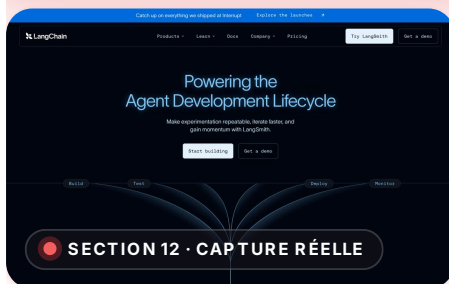 Catch up on everything we shipped at Interrupt Explore the launches
LangChain
Products Learn Docs Company Pricing Try LangSmith Get a demo
Powering the
Agent Development Lifecycle
Make experimentation repeatable, iterate faster, and
gain momentum with LangSmith.
Start building Get a demo
Build Test Deploy Monitor
SECTION 12 · CAPTURE RÉELLE